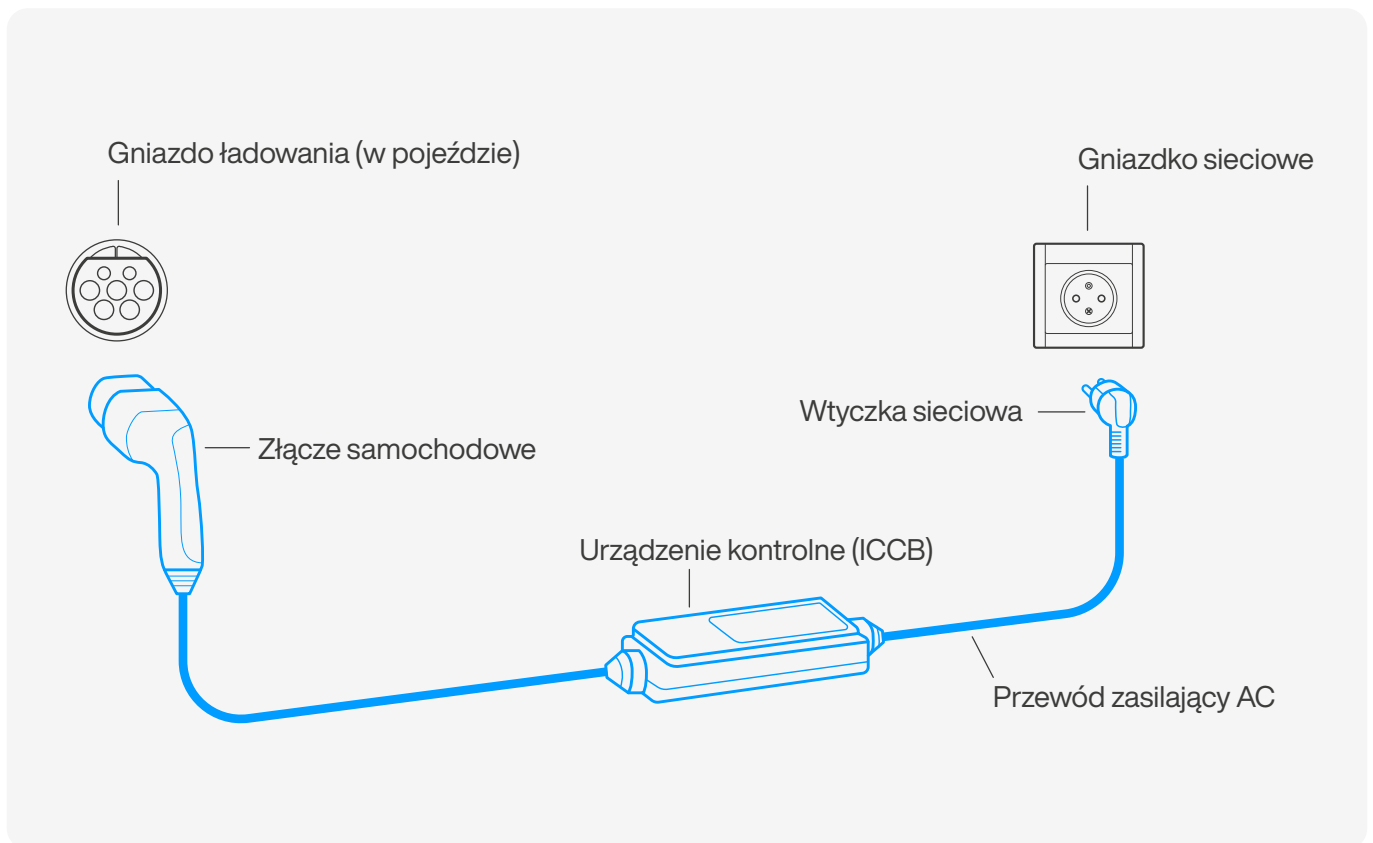 Gniazdo ładowania (w pojeździe)
Gniazdko sieciowe
Wtyczka sieciowa
Złącze samochodowe
Urządzenie kontrolne (ICCB)
Przewód zasilający AC